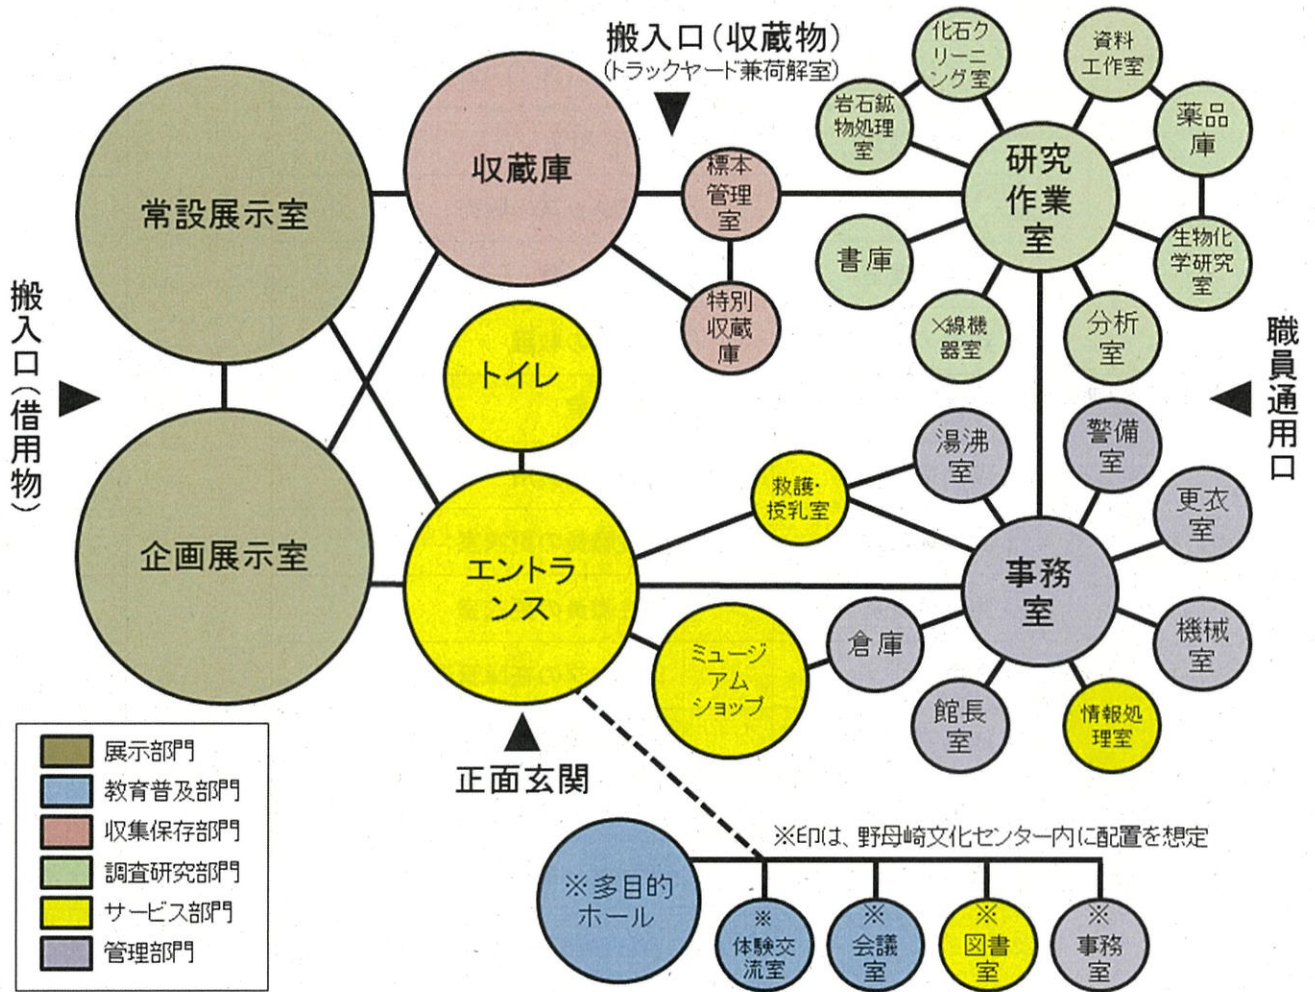 搬入口(収蔵物)
(トラックヤード兼荷解室)
常設展示室
収蔵庫
標本
管理
室
特別
収蔵
庫
化石ク
リーニ
ング室
資料
工作室
岩石鉱
物処理
室
薬品
庫
研究
作業
室
書庫
生物化
学研究
室
X線機
器室
分析
室
搬入口(借用物)
職員通用口
トイレ
企画展示室
エントラ
ンス
救護・
授乳室
湯沸
室
警備
室
更衣
室
事務
室
機械
室
倉庫
ミュージ
アム
ショップ
館長
室
情報処
理室
正面玄関
展示部門
教育普及部門
収集保存部門
調査研究部門
サービス部門
管理部門
※印は、野母崎文化センター内に配置を想定
※多目的
ホール
※
体験交
流室
※
会議
室
※
図書
室
※
事務
室